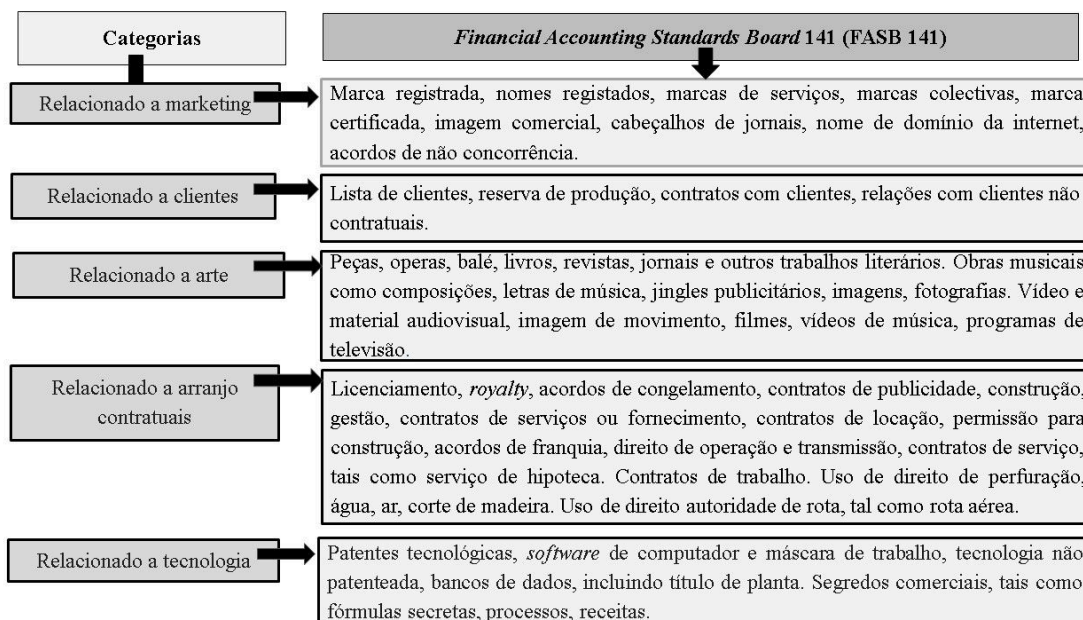 Categorias
Financial Accounting Standards Board 141 (FASB 141)
Relacionado a marketing
Marca registrada, nomes registados, marcas de serviços, marcas colectivas, marca
certificada, imagem comercial, cabeçalhos de jornais, nome de domínio da internet,
acordos de não concorrência.
Relacionado a clientes
Lista de clientes, reserva de produção, contratos com clientes, relações com clientes não
contratuais.
Relacionado a arte
Peças, operas, balé, livros, revistas, jornais e outros trabalhos literários. Obras musicais
como composições, letras de música, jingles publicitários, imagens, fotografias. Vídeo e
material audiovisual, imagem de movimento, filmes, vídeos de música, programas de
televisão.
Relacionado a arranjo
contratuais
Licenciamento, royalty, acordos de congelamento, contratos de publicidade, construção,
gestão, contratos de serviços ou fornecimento, contratos de locação, permissão para
construção, acordos de franquia, direito de operação e transmissão, contratos de serviço,
tais como serviço de hipoteca. Contratos de trabalho. Uso de direito de perfuração,
água, ar, corte de madeira. Uso de direito autoridade de rota, tal como rota aérea.
Relacionado a tecnologia
Patentes tecnológicas, software de computador e máscara de trabalho, tecnologia não
patenteada, bancos de dados, incluindo título de planta. Segredos comerciais, tais como
fórmulas secretas, processos, receitas.